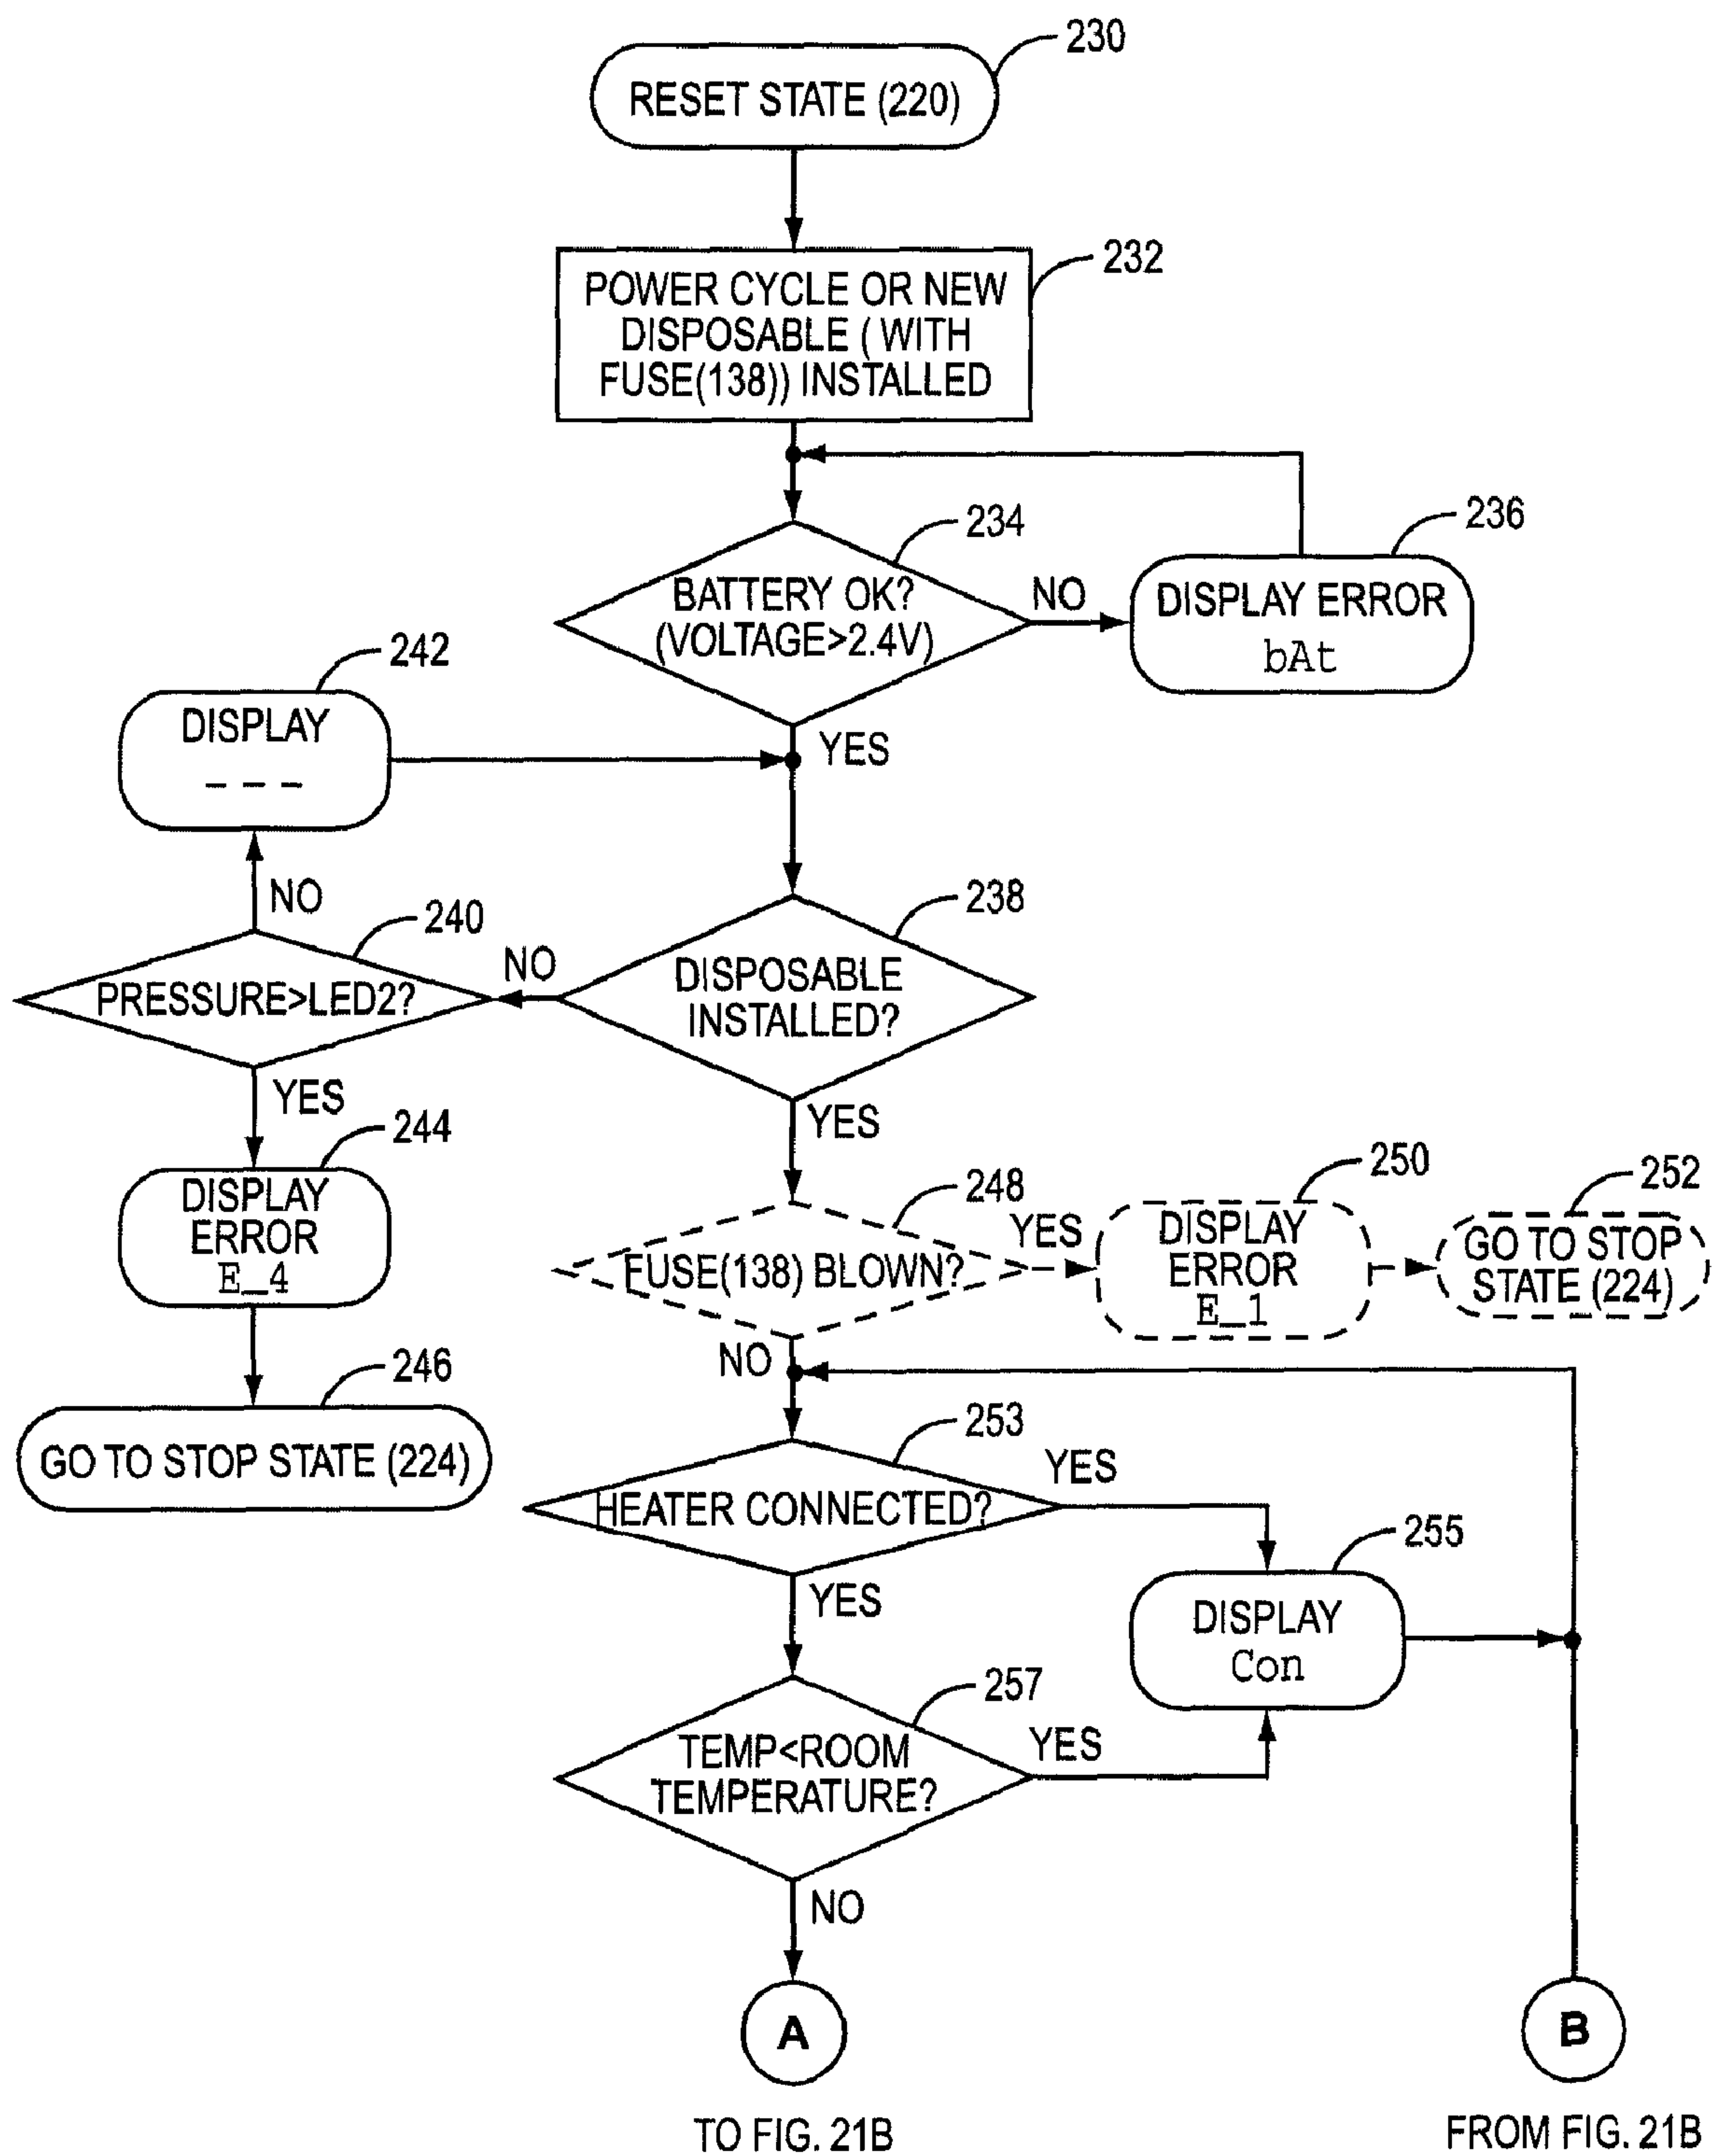 230
RESET STATE (220)
232
POWER CYCLE OR NEW
DISPOSABLE ( WITH
FUSE(138)) INSTALLED
234
BATTERY OK?
(VOLTAGE>2.4V)
NO
236
DISPLAY ERROR
bAt
YES
242
DISPLAY
– – –
NO
240
PRESSURE>LED2?
NO
238
DISPOSABLE
INSTALLED?
YES
244
DISPLAY
ERROR
E_4
246
GO TO STOP STATE (224)
YES
248
FUSE(138) BLOWN?
YES
250
DISPLAY
ERROR
E_1
252
GO TO STOP
STATE (224)
NO
253
HEATER CONNECTED?
YES
255
DISPLAY
Con
YES
257
TEMP<ROOM
TEMPERATURE?
YES
NO
A
TO FIG. 21B
B
FROM FIG. 21B